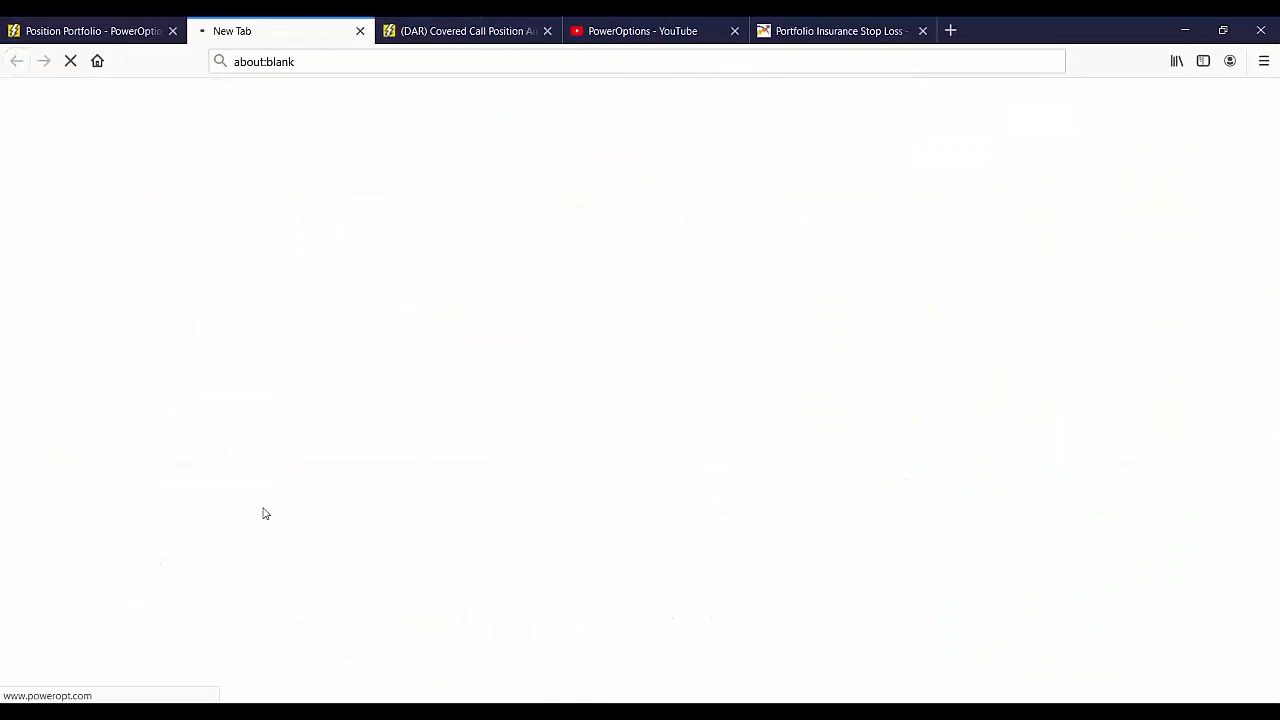 Position Portfolio - PowerOptio
New Tab
(DAR) Covered Call Position An
PowerOptions - YouTube
Portfolio Insurance Stop Loss -
about:blank
www.poweropt.com